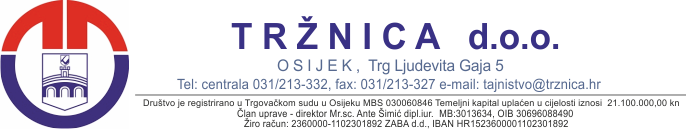 TRŽNICA d.o.o.
OSIJEK, Trg Ljudevita Gaja 5
Tel: centrala 031/213-332, fax: 031/213-327 e-mail: tajnistvo@trznica.hr
Društvo je registrirano u Trgovačkom sudu u Osijeku MBS 030060846 Temeljni kapital uplaćen u cijelosti iznosi 21.100.000,00 kn
Član uprave - direktor Mr.sc. Ante Šimić dipl.iur. MB:3013634, OIB 30696088490
Žiro račun: 2360000-1102301892 ZABA d.d., IBAN HR1523600001102301892